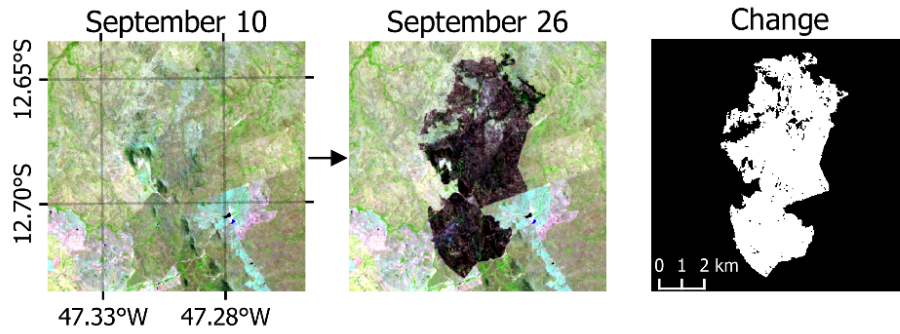 September 10
September 26
Change
12.65°S
12.70°S
0 1 2 km
47.33°W
47.28°W